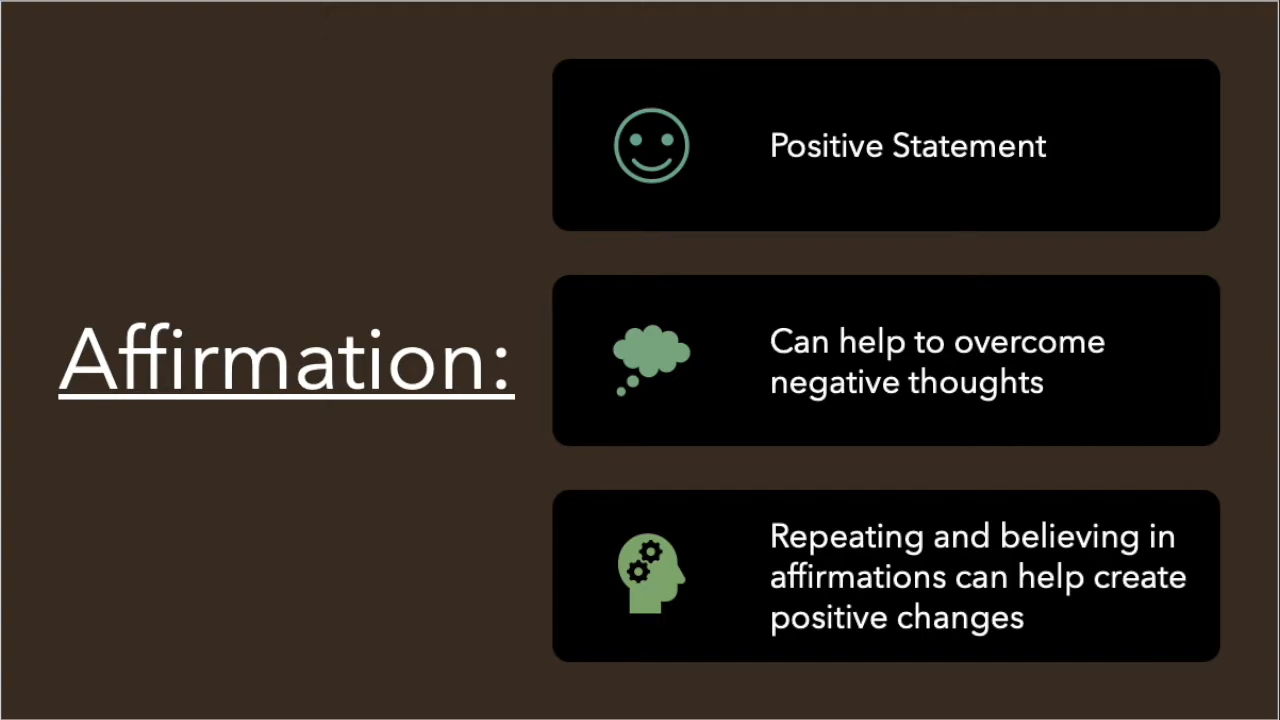 Affirmation:
Positive Statement
Can help to overcome
negative thoughts
Repeating and believing in
affirmations can help create
positive changes